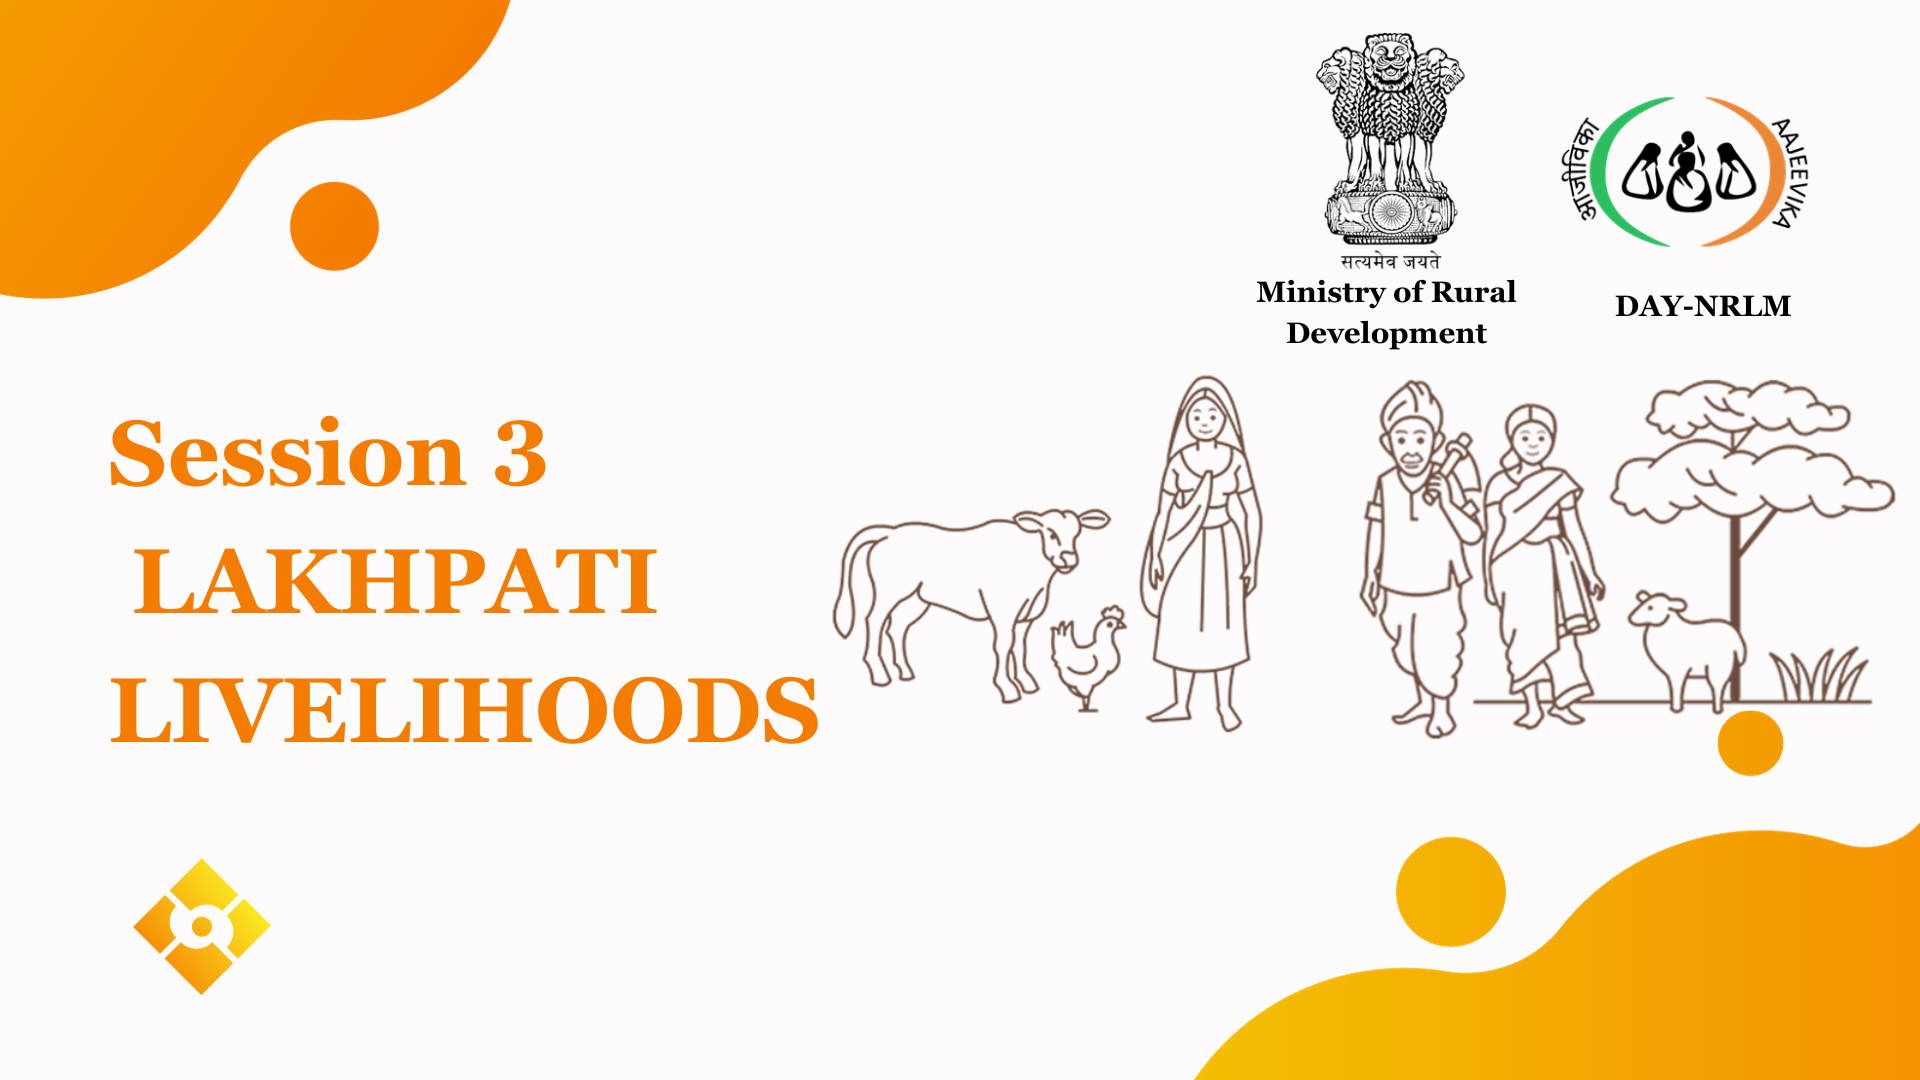 सत्यमेव जयते
Ministry of Rural
Development
आजीविका
AAJEEVIKA
DAY-NRLM
Session 3
LAKHPATI
LIVELIHOODS